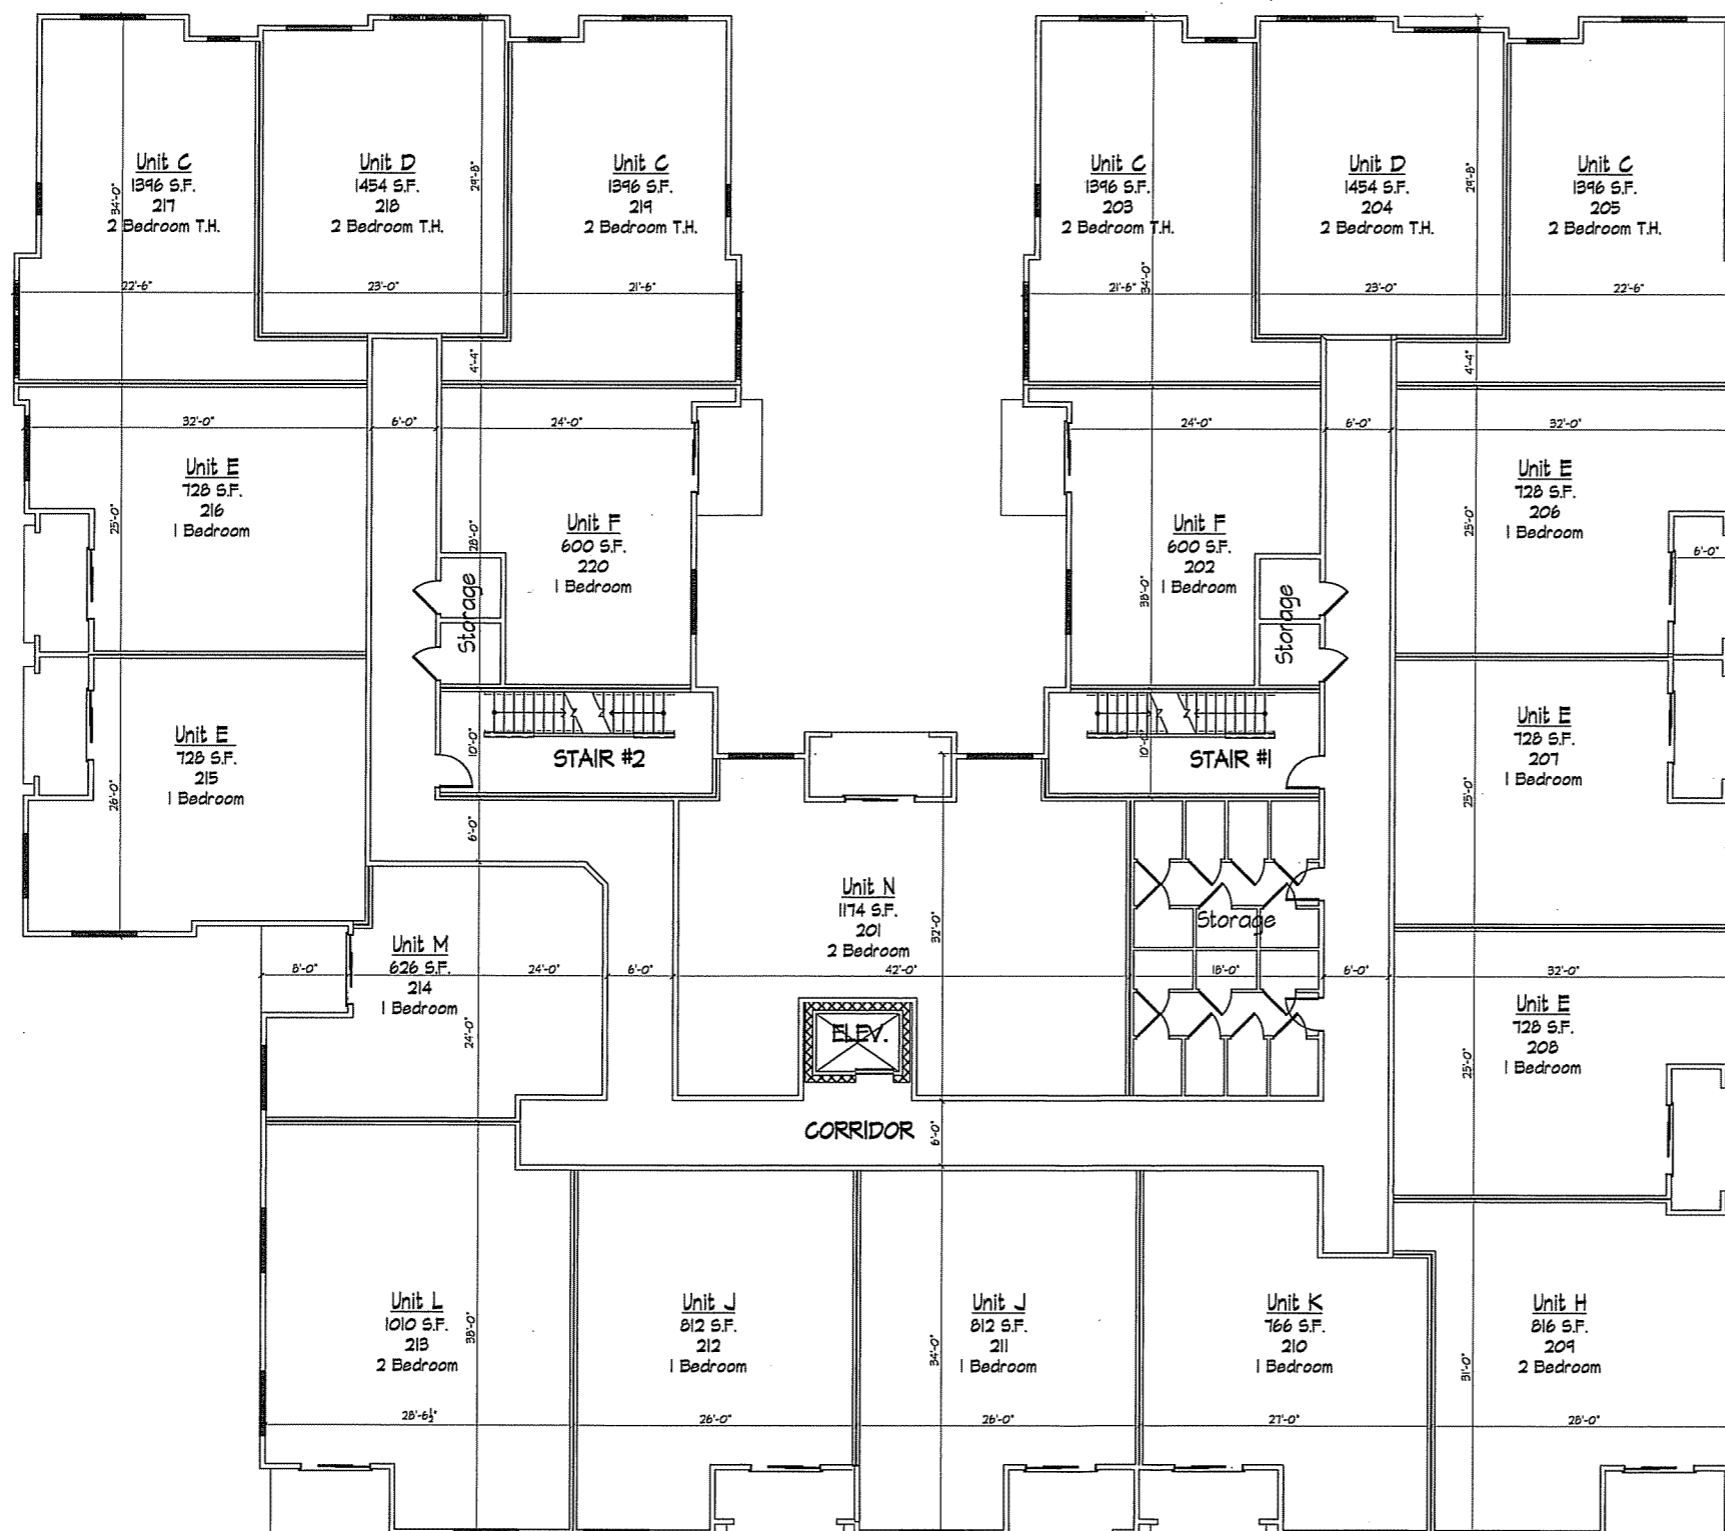 Unit C
1396 S.F.
217
2 Bedroom T.H.
34'-0"
22'-6"
Unit D
1454 S.F.
218
2 Bedroom T.H.
29'-8"
23'-0"
Unit C
1396 S.F.
219
2 Bedroom T.H.
21'-6"
4'-4"
Unit C
1396 S.F.
203
2 Bedroom T.H.
34'-0"
21'-6"
Unit D
1454 S.F.
204
2 Bedroom T.H.
29'-8"
23'-0"
Unit C
1396 S.F.
205
2 Bedroom T.H.
22'-6"
4'-4"
32'-0"
6'-0"
24'-0"
24'-0"
6'-0"
32'-0"
Unit E
728 S.F.
216
1 Bedroom
25'-0"
Unit F
600 S.F.
220
1 Bedroom
28'-0"
Storage
Unit F
600 S.F.
202
1 Bedroom
38'-0"
Storage
Unit E
728 S.F.
206
1 Bedroom
25'-0"
6'-0"
Unit E
728 S.F.
215
1 Bedroom
26'-0"
10'-0"
STAIR #2
STAIR #1
10'-0"
Unit E
728 S.F.
207
1 Bedroom
25'-0"
6'-0"
Unit N
1174 S.F.
201
2 Bedroom
32'-0"
42'-0"
Storage
18'-0"
6'-0"
32'-0"
Unit M
626 S.F.
214
1 Bedroom
8'-0"
24'-0"
6'-0"
24'-0"
ELEV.
Unit E
728 S.F.
208
1 Bedroom
25'-0"
CORRIDOR
6'-0"
Unit L
1010 S.F.
213
2 Bedroom
38'-0"
28'-6½"
Unit J
812 S.F.
212
1 Bedroom
26'-0"
Unit J
812 S.F.
211
1 Bedroom
34'-0"
26'-0"
Unit K
766 S.F.
210
1 Bedroom
27'-0"
Unit H
816 S.F.
209
2 Bedroom
31'-0"
28'-0"